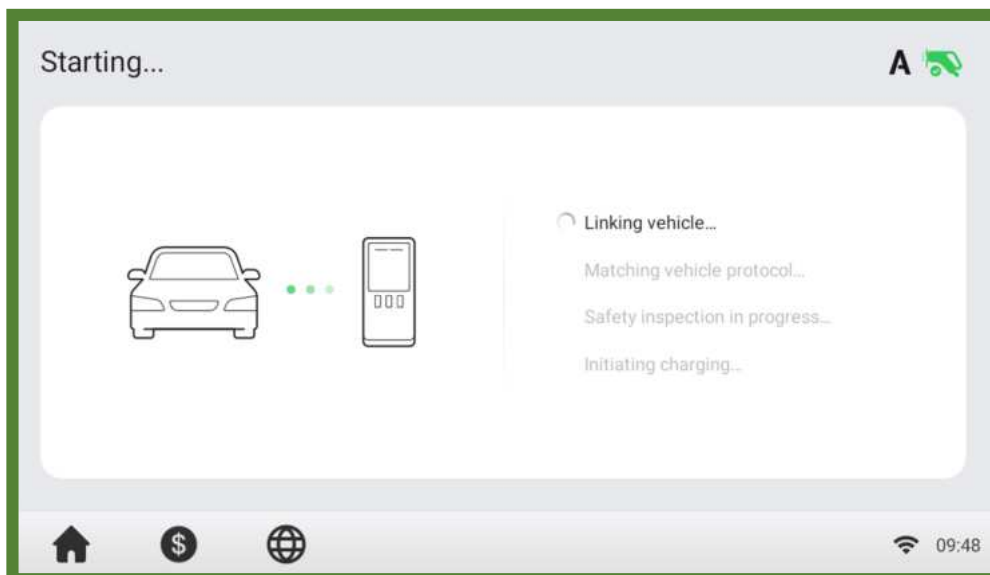 Starting...
A
Linking vehicle...
Matching vehicle protocol...
Safety inspection in progress...
Initiating charging...
$
09:48